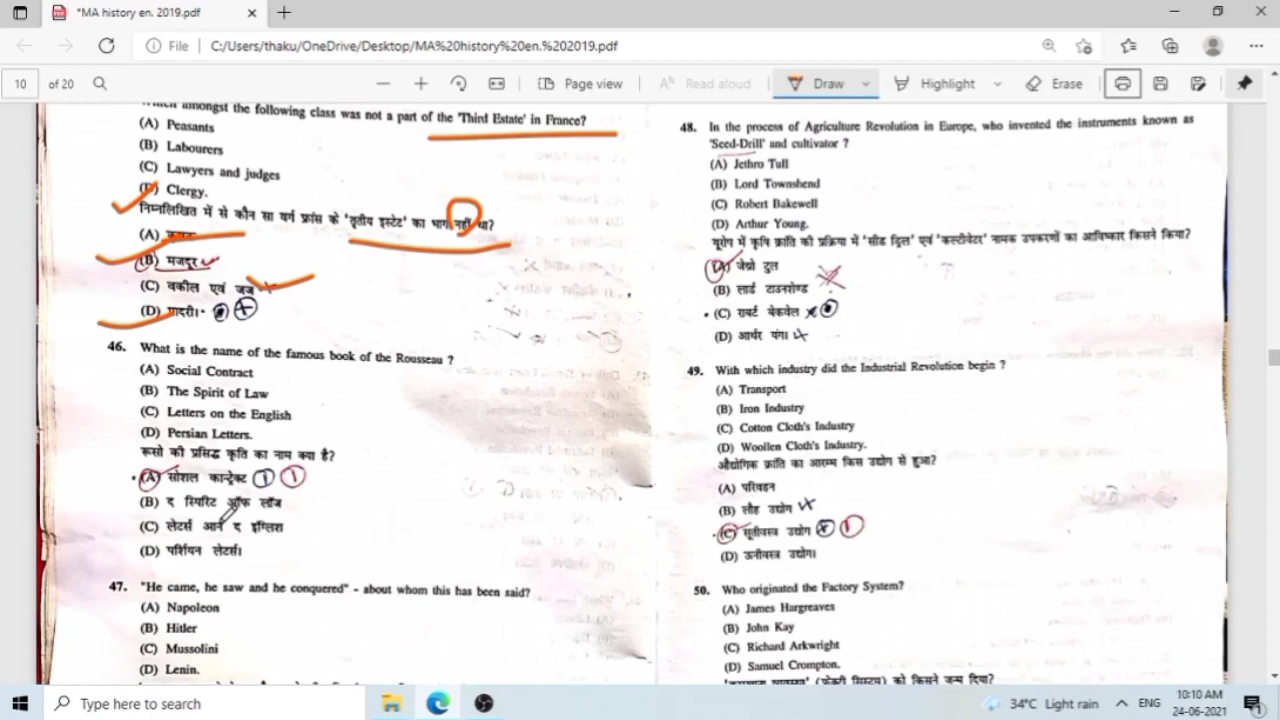 *MA history en. 2019.pdf
File C:/Users/thaku/OneDrive/Desktop/MA%20history%20en.%202019.pdf
10 of 20 Page view Read aloud Draw Highlight Erase
amongst the following class was not a part of the 'Third Estate' in France?
(A) Peasants
(B) Labourers
(C) Lawyers and judges
Clergy.
निम्नलिखित में से कौन सा वर्ग फ्रांस के 'तृतीय इस्टेट' का भाग नहीं था?
(A)
(B) मजदूर
(C) वकील एवं जज
(D) पादरी।
46. What is the name of the famous book of the Rousseau ?
(A) Social Contract
(B) The Spirit of Law
(C) Letters on the English
(D) Persian Letters.
रूसो की प्रसिद्ध कृति का नाम क्या है?
(A) सोशल कान्ट्रेक्ट
(B) द स्पिरिट ऑफ लॉज
(C) लेटर्स आन द इंग्लिश
(D) पर्शियन लेटर्स।
47. "He came, he saw and he conquered" - about whom this has been said?
(A) Napoleon
(B) Hitler
(C) Mussolini
(D) Lenin.
48. In the process of Agriculture Revolution in Europe, who invented the instruments known as
'Seed-Drill' and cultivator ?
(A) Jethro Tull
(B) Lord Townshend
(C) Robert Bakewell
(D) Arthur Young.
यूरोप में कृषि क्रांति की प्रक्रिया में 'सीड ड्रिल' एवं 'कल्टीवेटर' नामक उपकरणों का आविष्कार किसने किया?
(A) जेथ्रो टुल
(B) लार्ड टाउनशेण्ड
(C) राबर्ट बेकवेल
(D) आर्थर यंग।
49. With which industry did the Industrial Revolution begin ?
(A) Transport
(B) Iron Industry
(C) Cotton Cloth's Industry
(D) Woollen Cloth's Industry.
औद्योगिक क्रांति का आरम्भ किस उद्योग से हुआ?
(A) परिवहन
(B) लौह उद्योग
(C) सूतीवस्त्र उद्योग
(D) ऊनीवस्त्र उद्योग।
50. Who originated the Factory System?
(A) James Hargreaves
(B) John Kay
(C) Richard Arkwright
(D) Samuel Crompton.
(फैक्ट्री सिस्टम) को किसने जन्म दिया?
Type here to search
34°C Light rain ENG 10:10 AM
24-06-2021